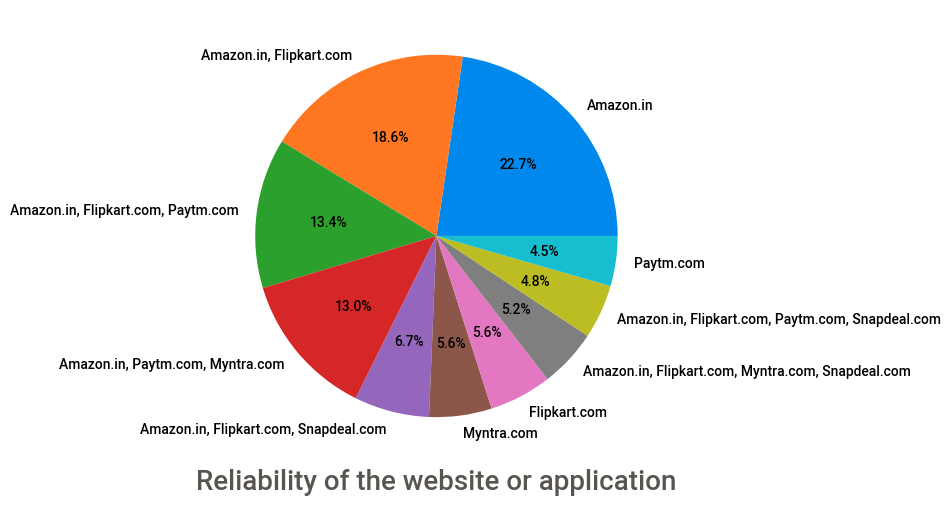 Amazon.in, Flipkart.com
Amazon.in
18.6%
22.7%
Amazon.in, Flipkart.com, Paytm.com
13.4%
4.5%
Paytm.com
4.8%
13.0%
5.2%
Amazon.in, Flipkart.com, Paytm.com, Snapdeal.com
6.7%
5.6%
5.6%
Amazon.in, Paytm.com, Myntra.com
Amazon.in, Flipkart.com, Myntra.com, Snapdeal.com
Flipkart.com
Amazon.in, Flipkart.com, Snapdeal.com
Myntra.com
Reliability of the website or application